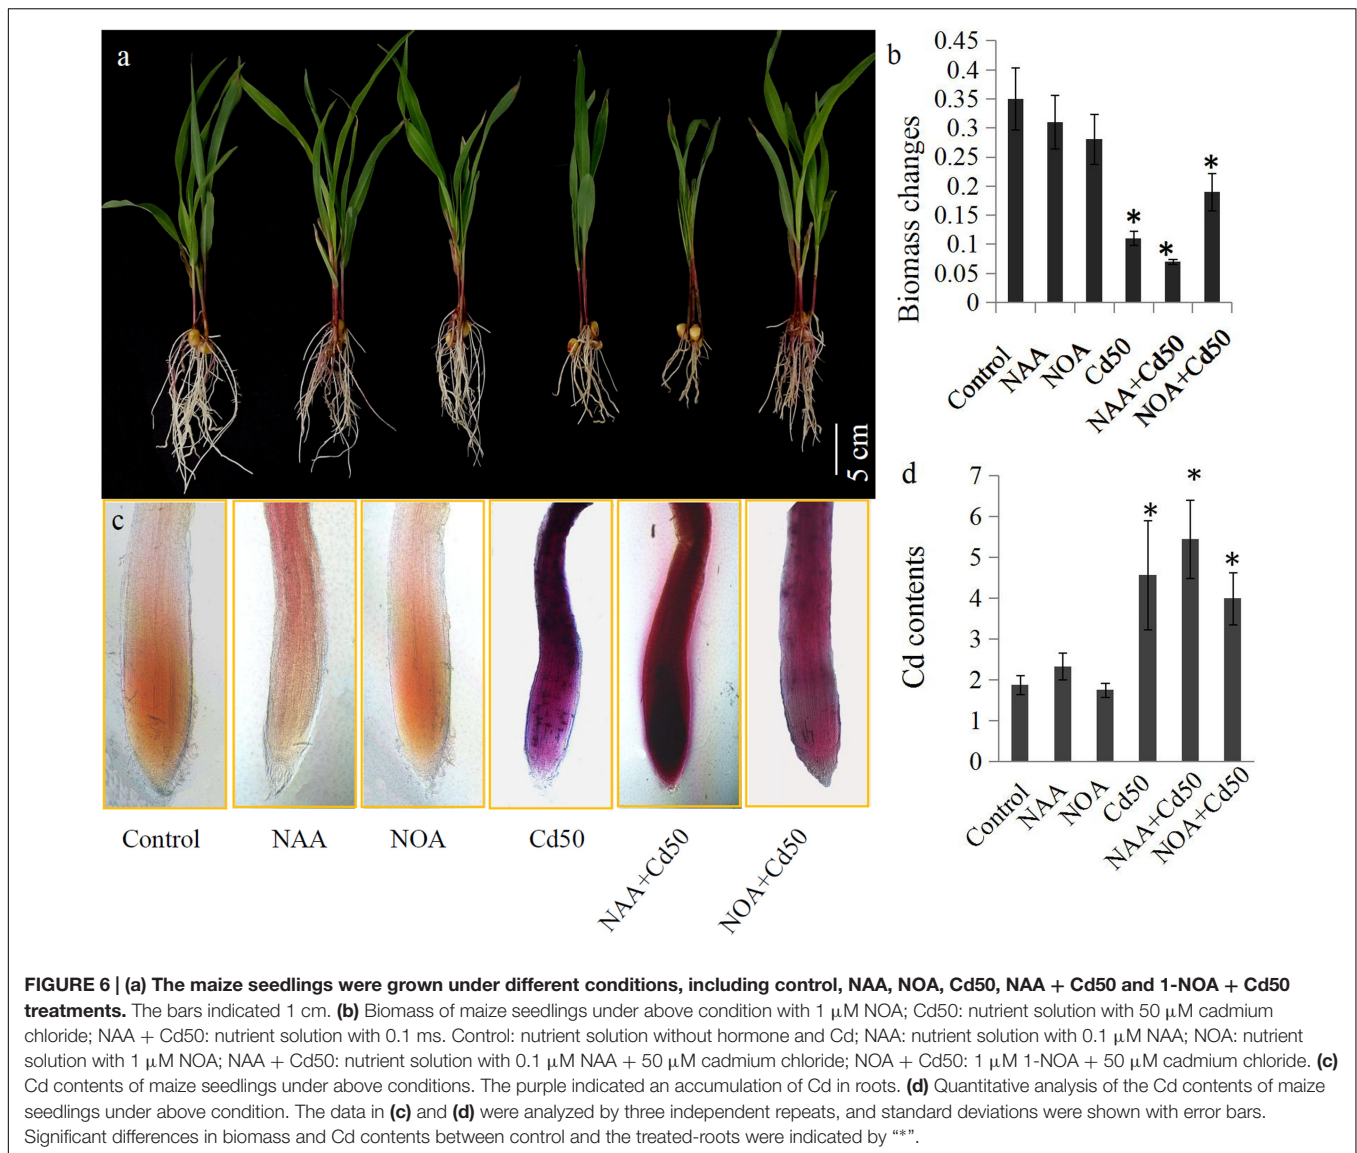 a
5 cm
b
0.45
0.4
0.35
0.3
0.25
0.2
0.15
0.1
0.05
0
Biomass changes
*
*
*
Control
NAA
NOA
Cd50
NAA+Cd50
NOA+Cd50
c
Control
NAA
NOA
Cd50
NAA+Cd50
NOA+Cd50
d
7
6
5
4
3
2
1
0
Cd contents
*
*
*
Control
NAA
NOA
Cd50
NAA+Cd50
NOA+Cd50
FIGURE 6 | (a) The maize seedlings were grown under different conditions, including control, NAA, NOA, Cd50, NAA + Cd50 and 1-NOA + Cd50
treatments. The bars indicated 1 cm. (b) Biomass of maize seedlings under above condition with 1 μM NOA; Cd50: nutrient solution with 50 μM cadmium
chloride; NAA + Cd50: nutrient solution with 0.1 ms. Control: nutrient solution without hormone and Cd; NAA: nutrient solution with 0.1 μM NAA; NOA: nutrient
solution with 1 μM NOA; NAA + Cd50: nutrient solution with 0.1 μM NAA + 50 μM cadmium chloride; NOA + Cd50: 1 μM 1-NOA + 50 μM cadmium chloride. (c)
Cd contents of maize seedlings under above conditions. The purple indicated an accumulation of Cd in roots. (d) Quantitative analysis of the Cd contents of maize
seedlings under above condition. The data in (c) and (d) were analyzed by three independent repeats, and standard deviations were shown with error bars.
Significant differences in biomass and Cd contents between control and the treated-roots were indicated by “*”.